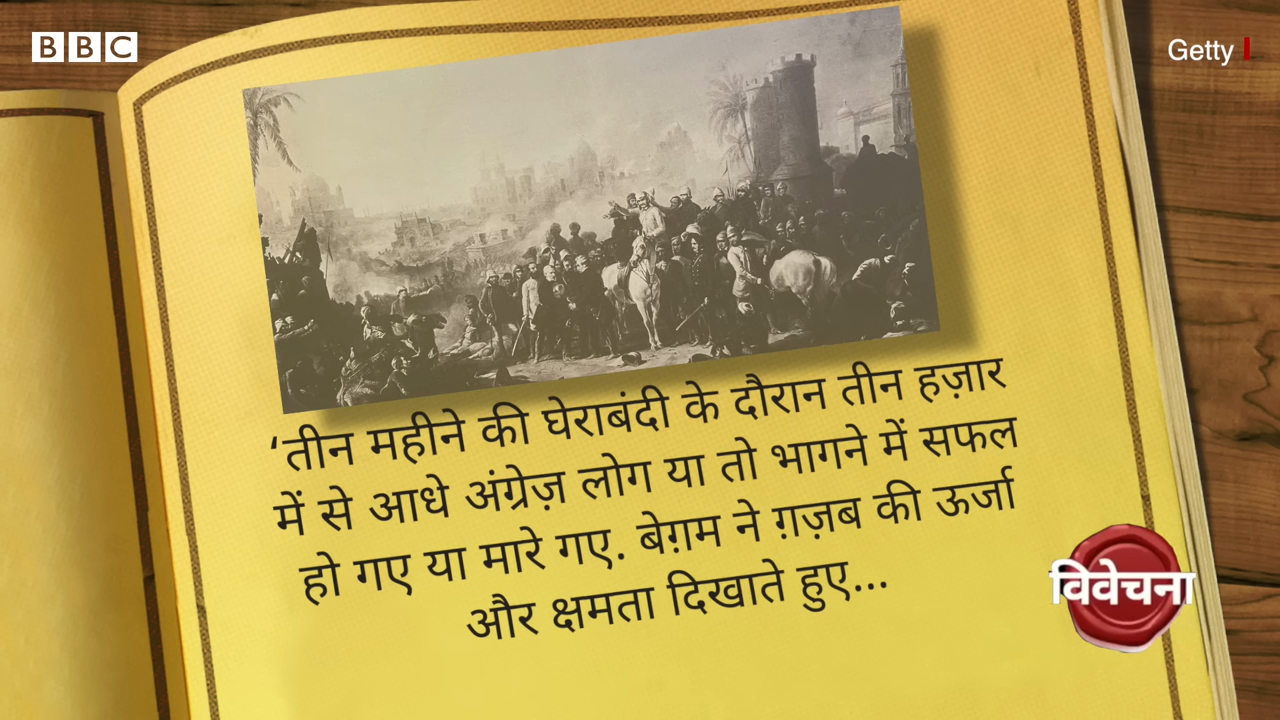 BBC
Getty
‘तीन महीने की घेराबंदी के दौरान तीन हज़ार
में से आधे अंग्रेज़ लोग या तो भागने में सफल
हो गए या मारे गए. बेग़म ने ग़ज़ब की ऊर्जा
और क्षमता दिखाते हुए...
विवेचना